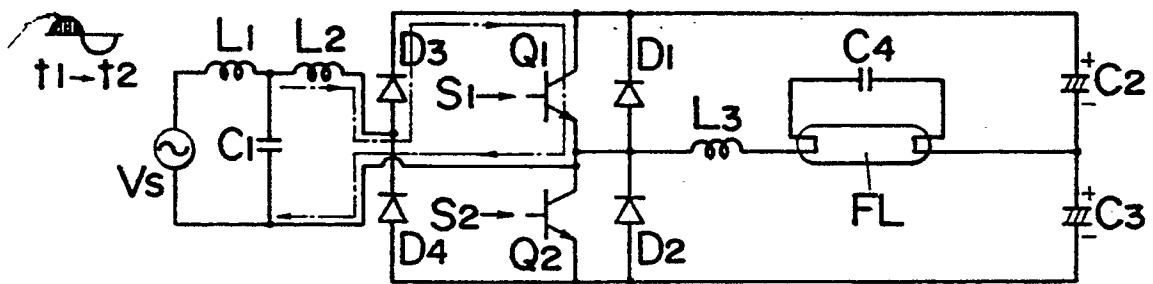 t1→t2
L1
L2
C1
Vs
D3
D4
S1
Q1
S2
Q2
D1
D2
L3
C4
FL
+
C2
−
+
C3
−